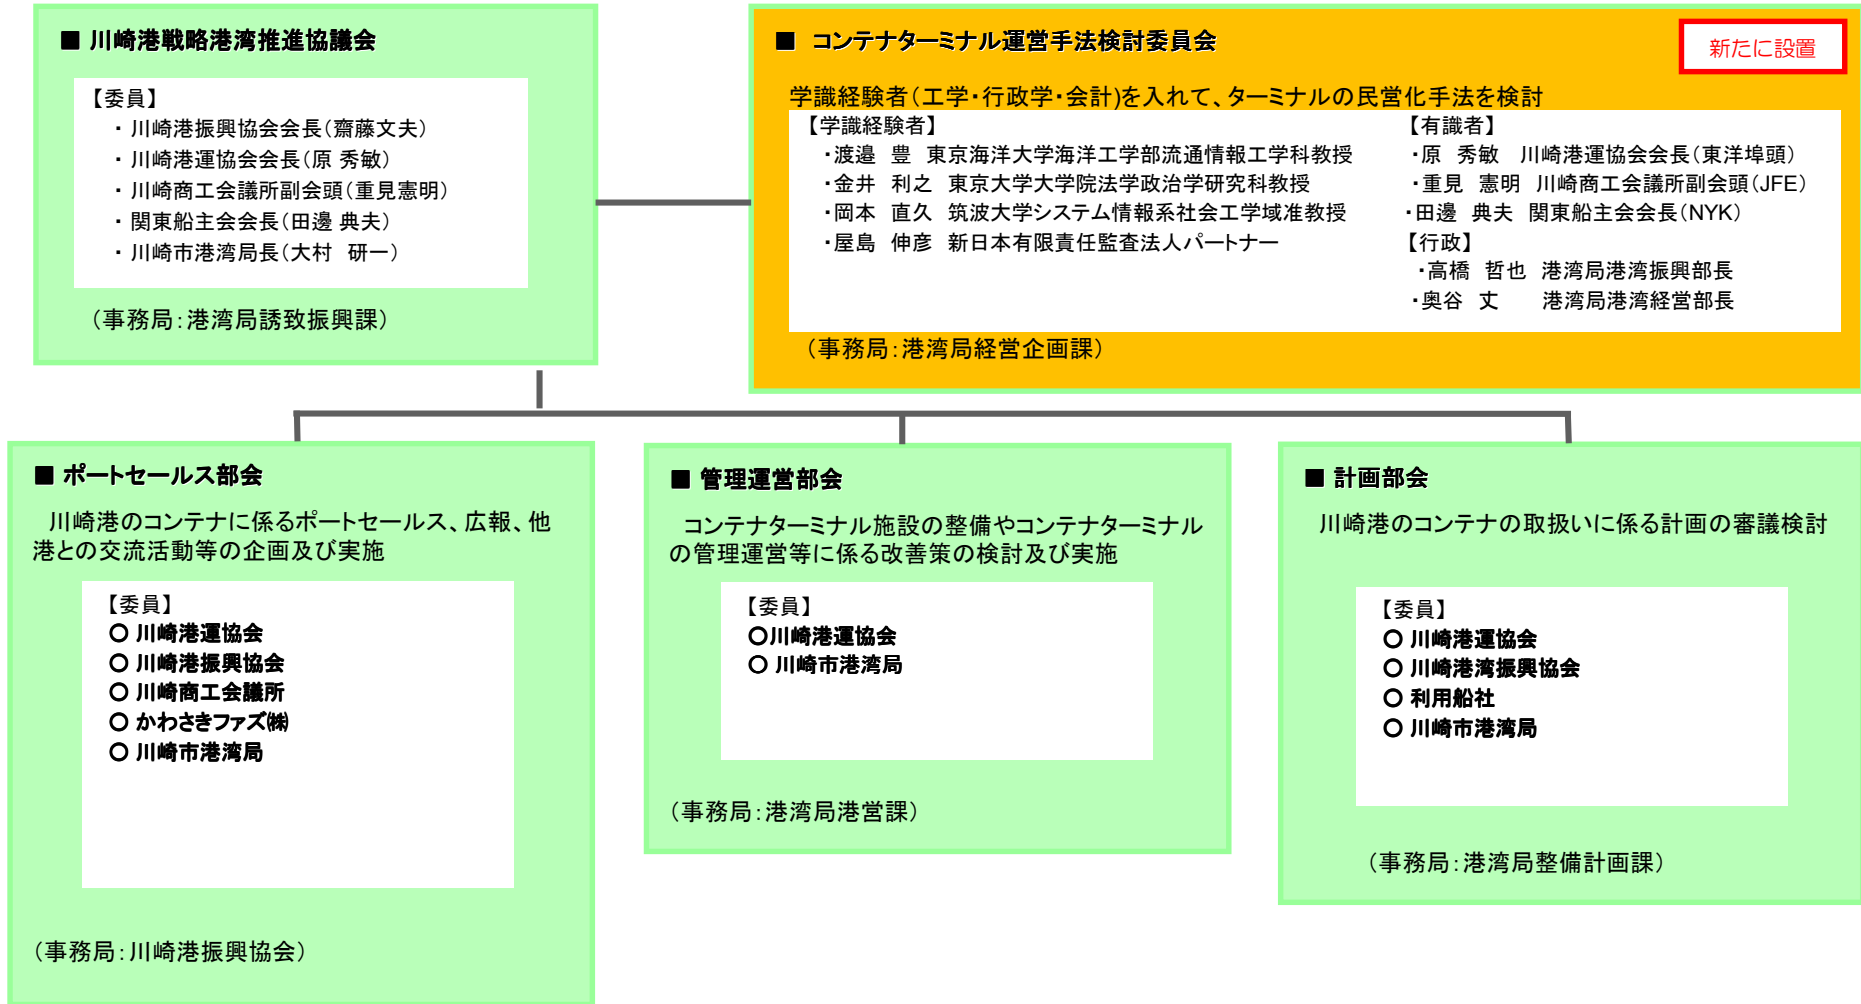 ■ 川崎港戦略港湾推進協議会
【委員】
・ 川崎港振興協会会長（齋藤文夫）
・ 川崎港運協会会長（原 秀敏）
・ 川崎商工会議所副会頭（重見憲明）
・ 関東船主会会長（田邊 典夫）
・ 川崎市港湾局長（大村 研一）
（事務局：港湾局誘致振興課）
■ コンテナターミナル運営手法検討委員会
新たに設置
学識経験者（工学・行政学・会計)を入れて、ターミナルの民営化手法を検討
【学識経験者】
・渡邉 豊 東京海洋大学海洋工学部流通情報工学科教授
・金井 利之 東京大学大学院法学政治学研究科教授
・岡本 直久 筑波大学システム情報系社会工学域准教授
・屋島 伸彦 新日本有限責任監査法人パートナー
【有識者】
・原 秀敏 川崎港運協会会長（東洋埠頭）
・重見 憲明 川崎商工会議所副会頭（JFE）
・田邊 典夫 関東船主会会長（NYK）
【行政】
・高橋 哲也 港湾局港湾振興部長
・奥谷 丈 港湾局港湾経営部長
（事務局：港湾局経営企画課）
■ ポートセールス部会
川崎港のコンテナに係るポートセールス、広報、他
港との交流活動等の企画及び実施
【委員】
○ 川崎港運協会
○ 川崎港振興協会
○ 川崎商工会議所
○ かわさきファズ㈱
○ 川崎市港湾局
（事務局：川崎港振興協会）
■ 管理運営部会
コンテナターミナル施設の整備やコンテナターミナル
の管理運営等に係る改善策の検討及び実施
【委員】
○川崎港運協会
○ 川崎市港湾局
（事務局：港湾局港営課）
■ 計画部会
川崎港のコンテナの取扱いに係る計画の審議検討
【委員】
○ 川崎港運協会
○ 川崎港湾振興協会
○ 利用船社
○ 川崎市港湾局
（事務局：港湾局整備計画課）